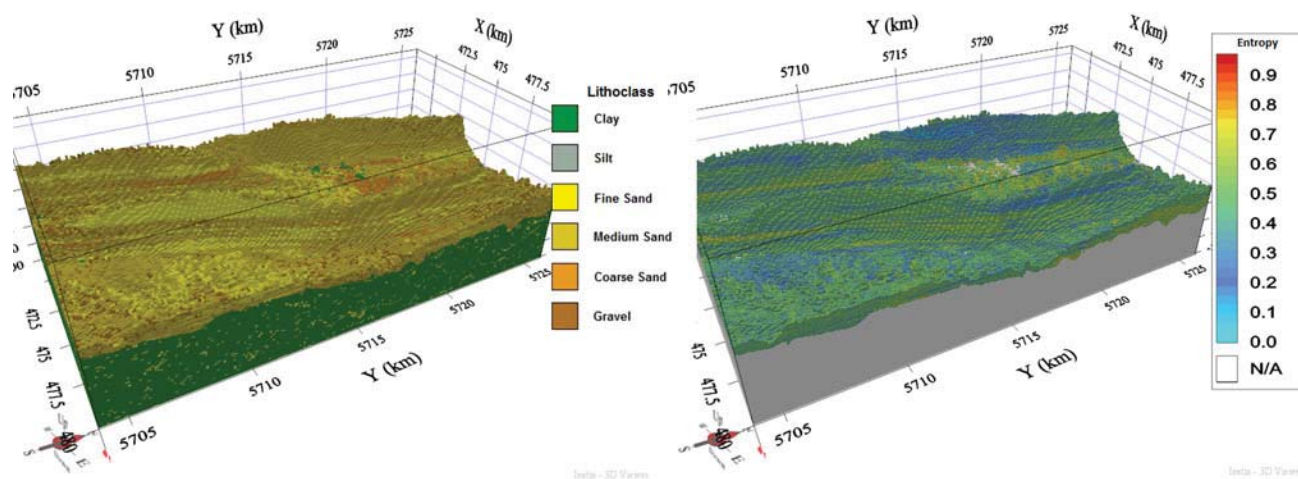 Y (km)
X (km)
5705
5710
5715
5720
5725
472.5
475
477.5
Lithoclass
Clay
Silt
Fine Sand
Medium Sand
Coarse Sand
Gravel
472.5
475
477.5
480
5705
5710
5715
5720
5725
Y (km)
S
E
Y (km)
X (km)
5705
5710
5715
5720
5725
472.5
475
477.5
Entropy
0.9
0.8
0.7
0.6
0.5
0.4
0.3
0.2
0.1
0.0
N/A
475
477.5
480
5705
5710
5715
5720
5725
Y (km)
S
E